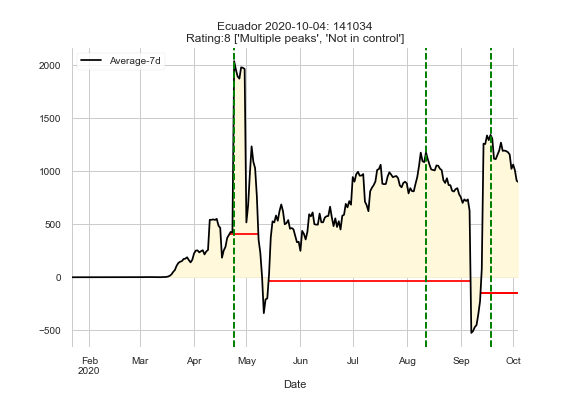 Ecuador 2020-10-04: 141034
Rating:8 ['Multiple peaks', 'Not in control']
Average-7d
2000
1500
1000
500
0
−500
Feb Mar Apr May Jun Jul Aug Sep Oct
2020
Date